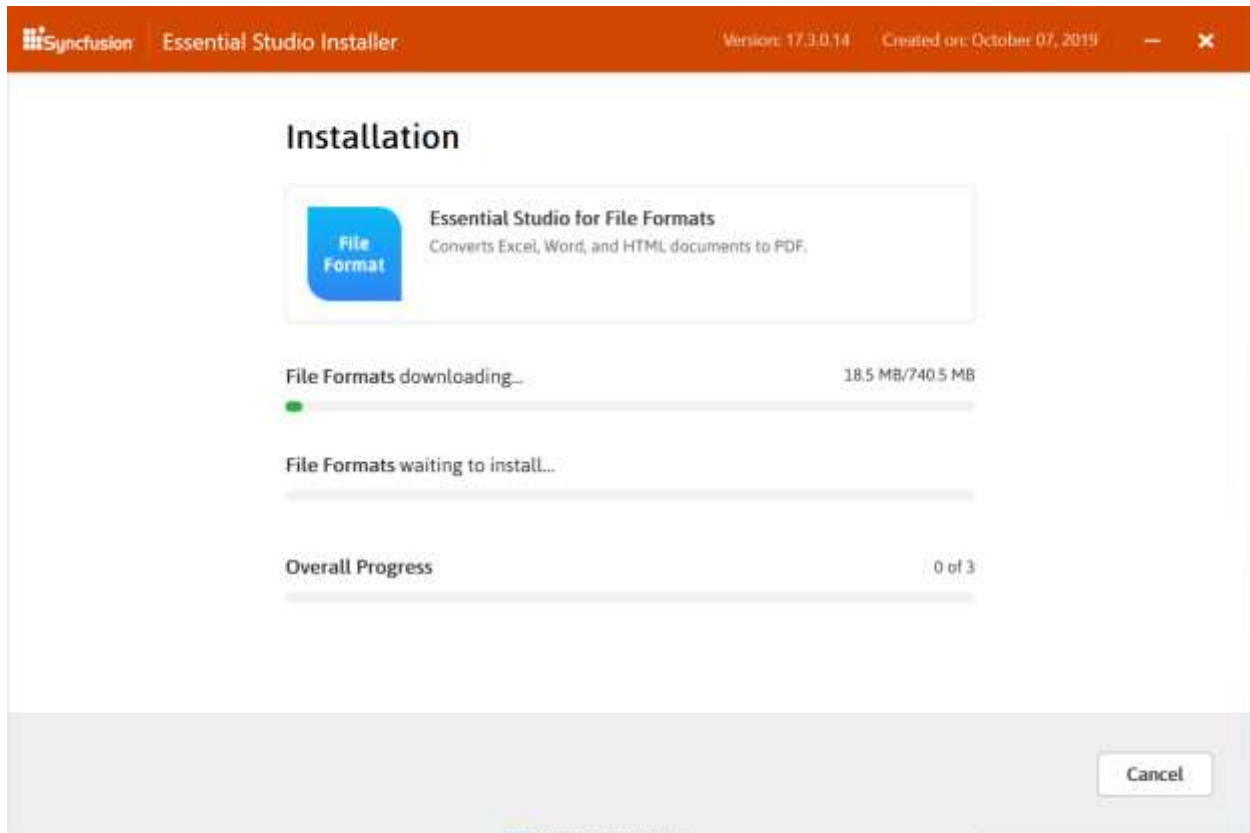 Syncfusion
Essential Studio Installer
Version: 17.3.0.14
Created on: October 07, 2019
Installation
File
Format
Essential Studio for File Formats
Converts Excel, Word, and HTML documents to PDF.
File Formats downloading...
18.5 MB/740.5 MB
File Formats waiting to install...
Overall Progress
0 of 3
Cancel